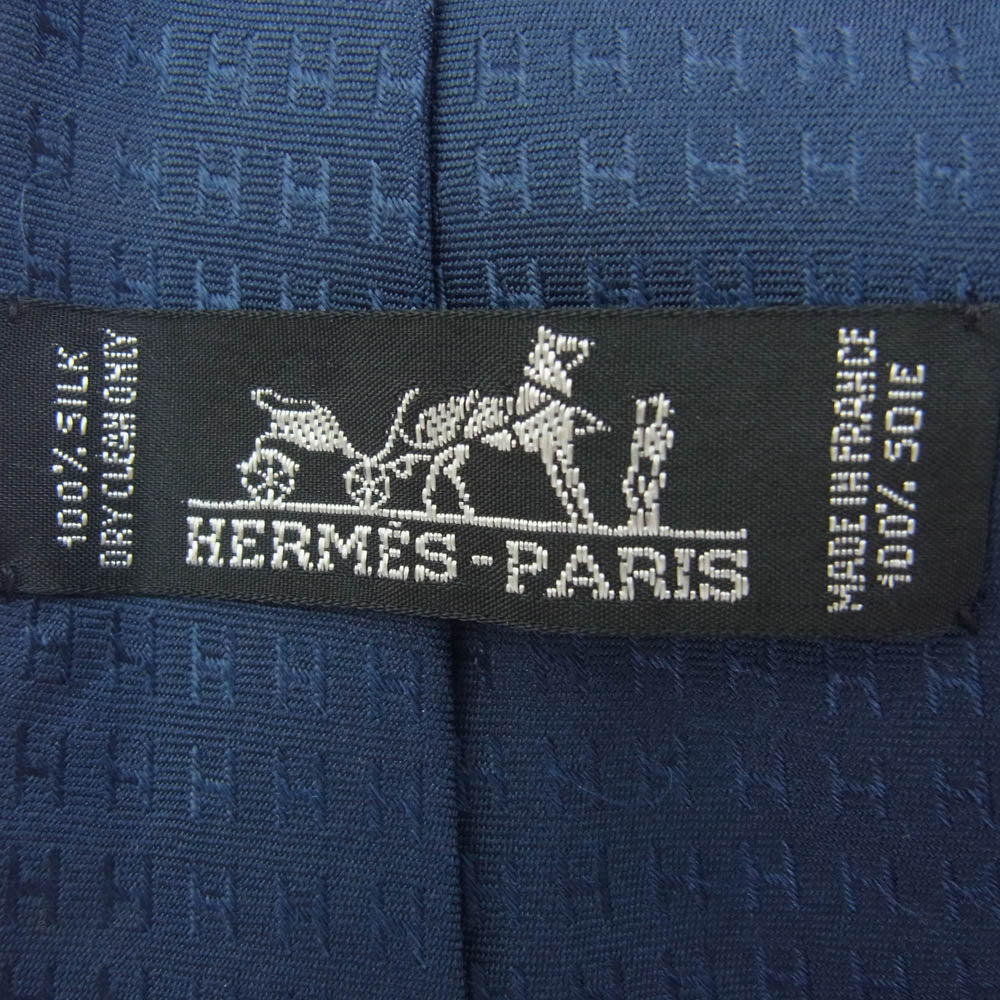 100% SILK
DRY CLEAN ONLY
HERMÈS-PARIS
MADE IN FRANCE
100% SOIE